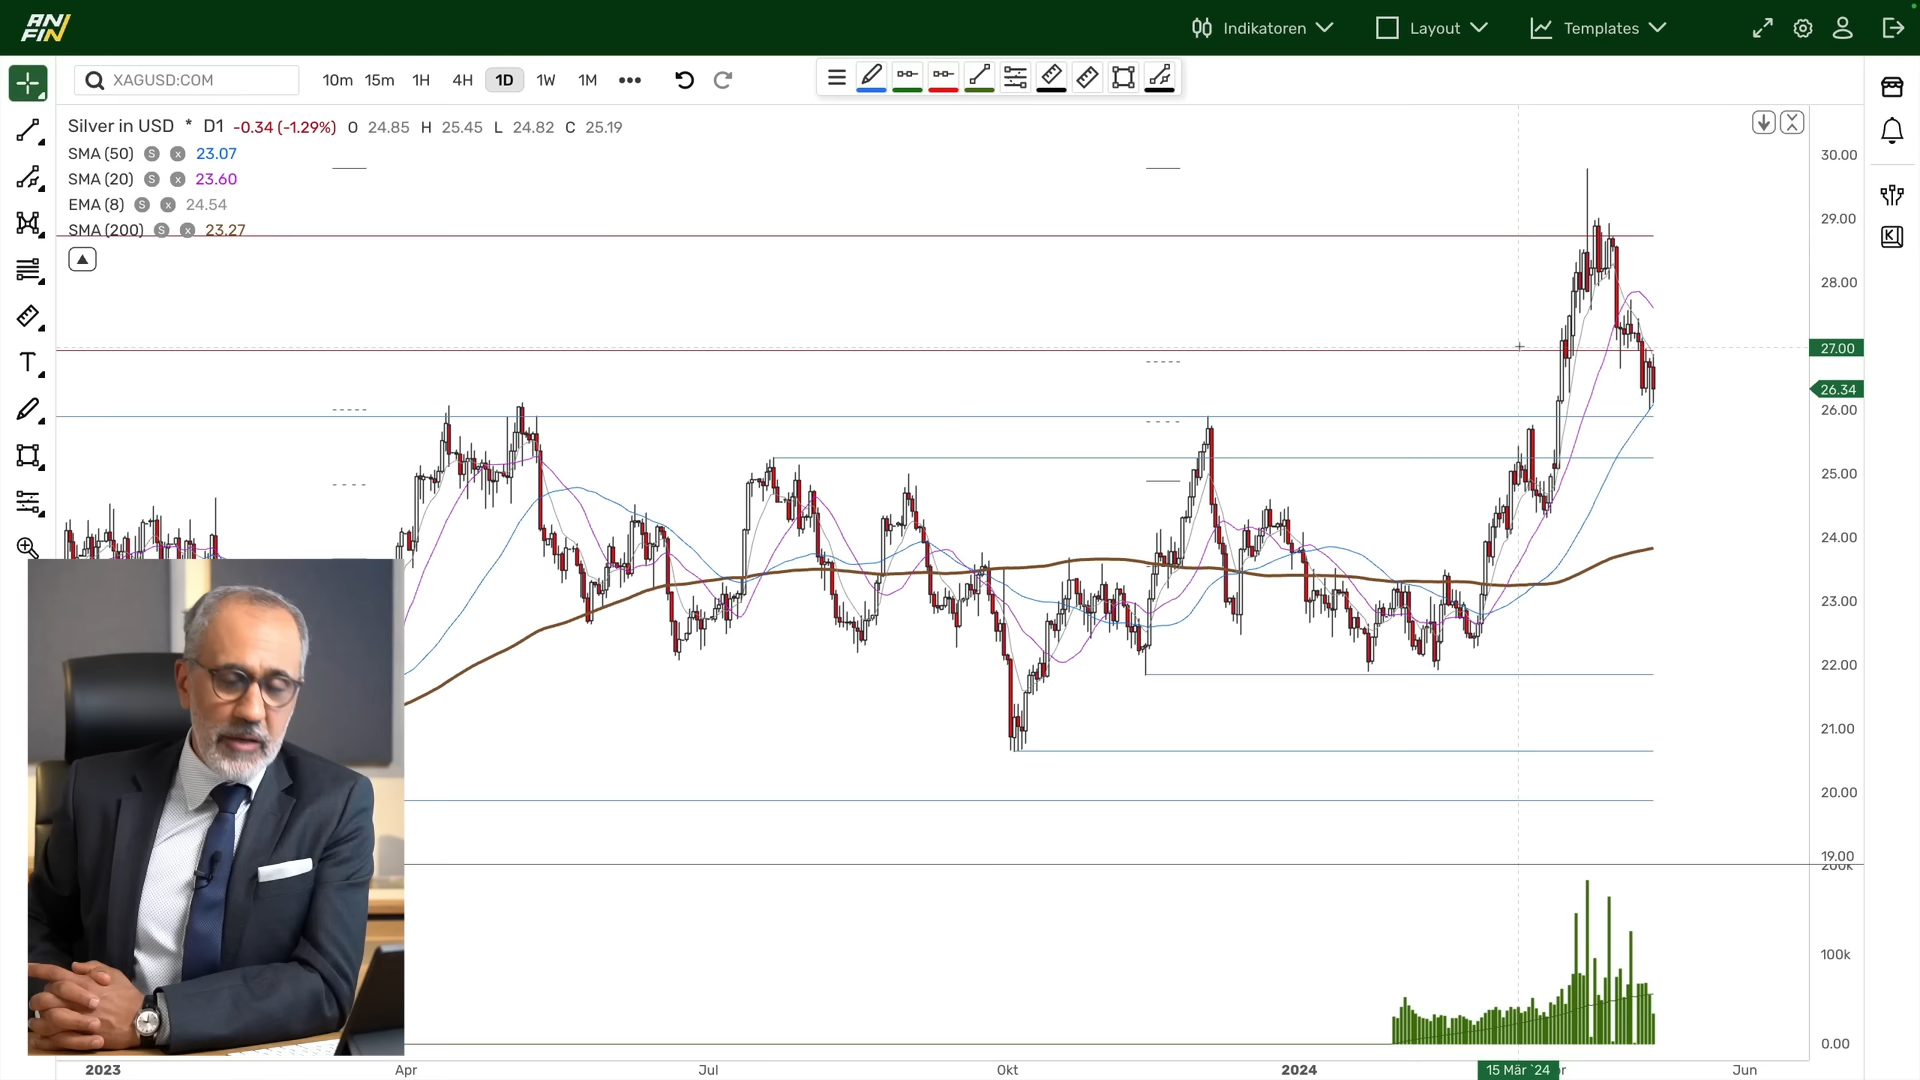 ANFIN
Indikatoren
Layout
Templates
XAGUSD:COM
10m 15m 1H 4H 1D 1W 1M •••
Silver in USD * D1 -0.34 (-1.29%) O 24.85 H 25.45 L 24.82 C 25.19
SMA (50) S x 23.07
SMA (20) S x 23.60
EMA (8) S x 24.54
SMA (200) S x 23.27
T
K
30.00
29.00
28.00
27.00
26.34
26.00
25.00
24.00
23.00
22.00
21.00
20.00
19.00
200k
100k
0.00
2023 Apr Jul Okt 2024 15 Mär `24 Jun